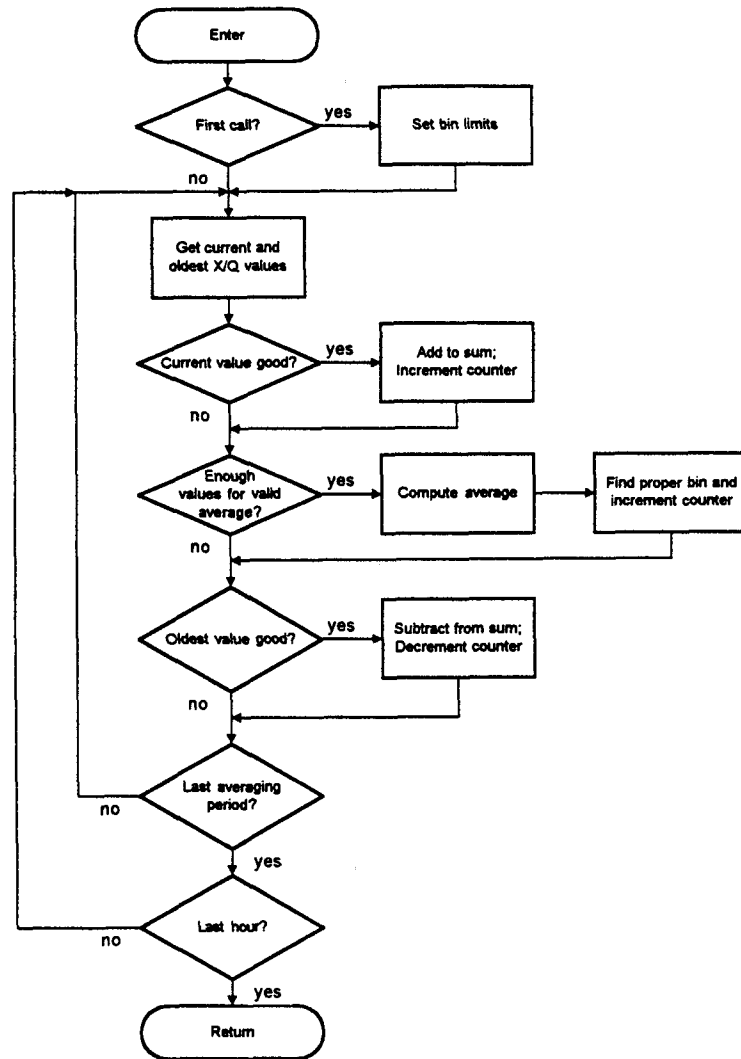 Enter
First call?
yes
Set bin limits
no
Get current and
oldest X/Q values
Current value good?
yes
Add to sum;
Increment counter
no
Enough
values for valid
average?
yes
Compute average
Find proper bin and
increment counter
no
Oldest value good?
yes
Subtract from sum;
Decrement counter
no
Last averaging
period?
no
yes
Last hour?
no
yes
Return